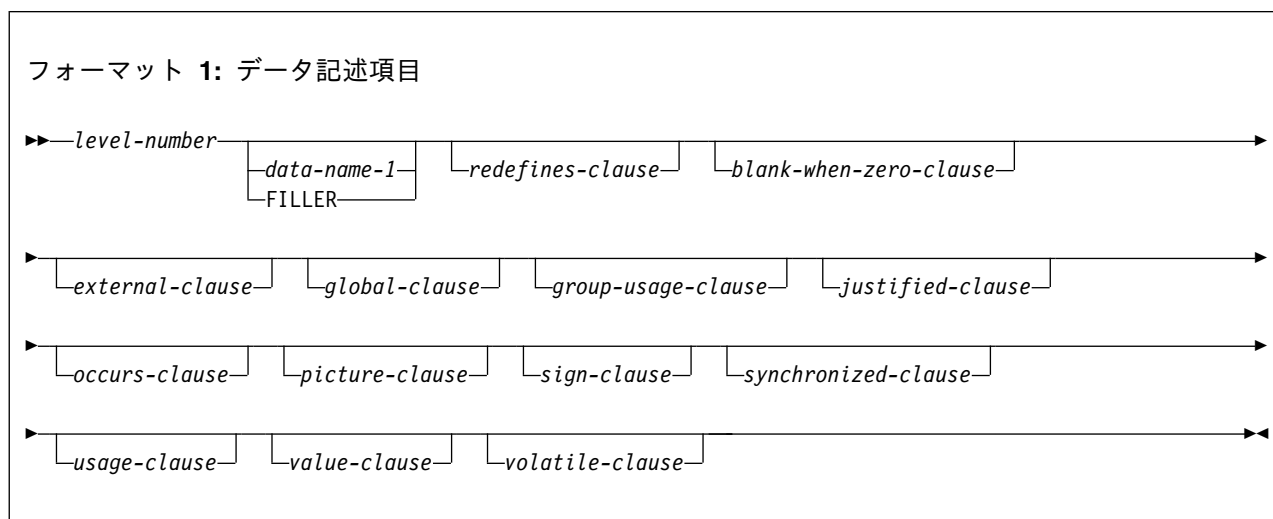 フォーマット 1: データ記述項目
level-number data-name-1 redefines-clause blank-when-zero-clause
FILLER
external-clause global-clause group-usage-clause justified-clause
occurs-clause picture-clause sign-clause synchronized-clause
usage-clause value-clause volatile-clause